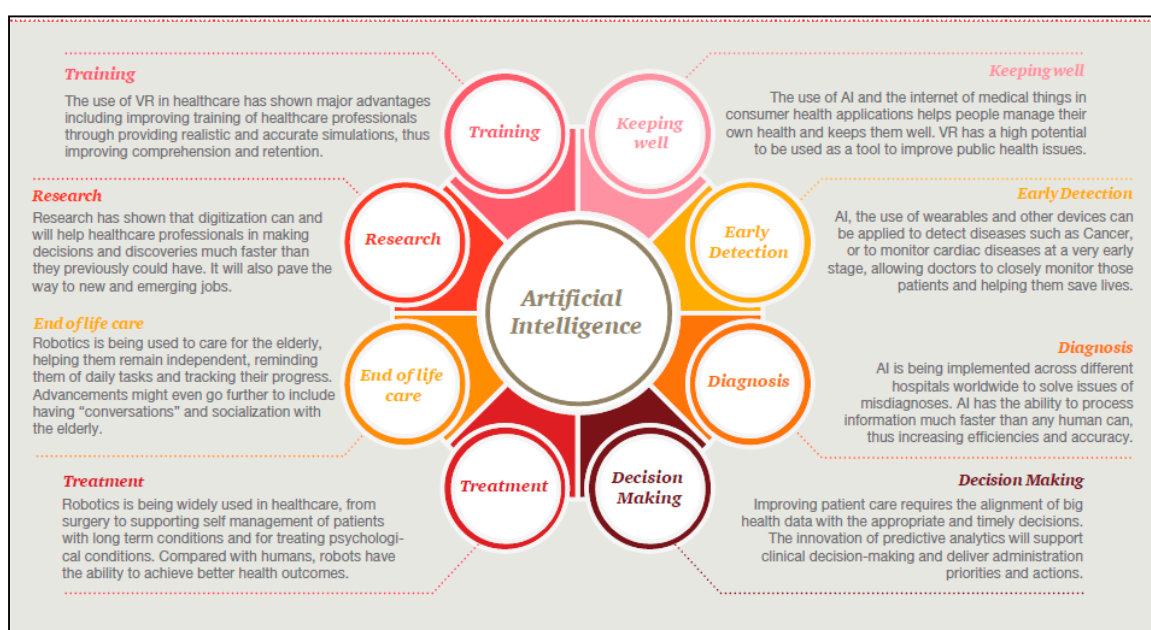 Training
The use of VR in healthcare has shown major advantages
including improving training of healthcare professionals
through providing realistic and accurate simulations, thus
improving comprehension and retention.
Research
Research has shown that digitization can and
will help healthcare professionals in making
decisions and discoveries much faster than
they previously could have. It will also pave the
way to new and emerging jobs.
End of life care
Robotics is being used to care for the elderly,
helping them remain independent, reminding
them of daily tasks and tracking their progress.
Advancements might even go further to include
having “conversations” and socialization with
the elderly.
Treatment
Robotics is being widely used in healthcare, from
surgery to supporting self management of patients
with long term conditions and for treating psychologi-
cal conditions. Compared with humans, robots have
the ability to achieve better health outcomes.
Training
Keeping
well
Research
Early
Detection
Artificial
Intelligence
End of life
care
Diagnosis
Treatment
Decision
Making
Keeping well
The use of AI and the internet of medical things in
consumer health applications helps people manage their
own health and keeps them well. VR has a high potential
to be used as a tool to improve public health issues.
Early Detection
AI, the use of wearables and other devices can
be applied to detect diseases such as Cancer,
or to monitor cardiac diseases at a very early
stage, allowing doctors to closely monitor those
patients and helping them save lives.
Diagnosis
AI is being implemented across different
hospitals worldwide to solve issues of
misdiagnoses. AI has the ability to process
information much faster than any human can,
thus increasing efficiencies and accuracy.
Decision Making
Improving patient care requires the alignment of big
health data with the appropriate and timely decisions.
The innovation of predictive analytics will support
clinical decision-making and deliver administration
priorities and actions.